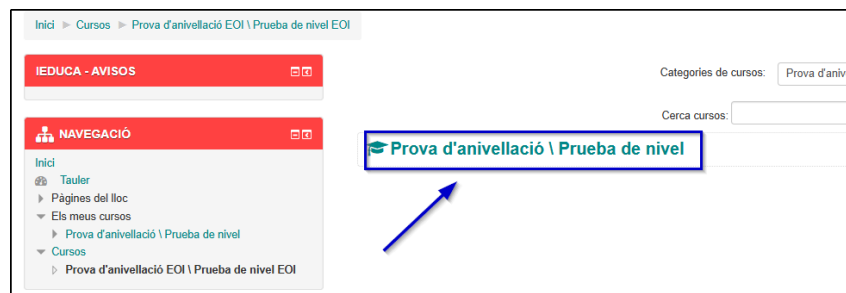 Inici ► Cursos ► Prova d'anivellació EOI \ Prueba de nivel EOI
IEDUCA - AVISOS
NAVEGACIÓ
Inici
Tauler
Pàgines del lloc
Els meus cursos
Prova d'anivellació \ Prueba de nivel
Cursos
Prova d'anivellació EOI \ Prueba de nivel EOI
Categories de cursos: Prova d'aniv
Cerca cursos:
Prova d'anivellació \ Prueba de nivel